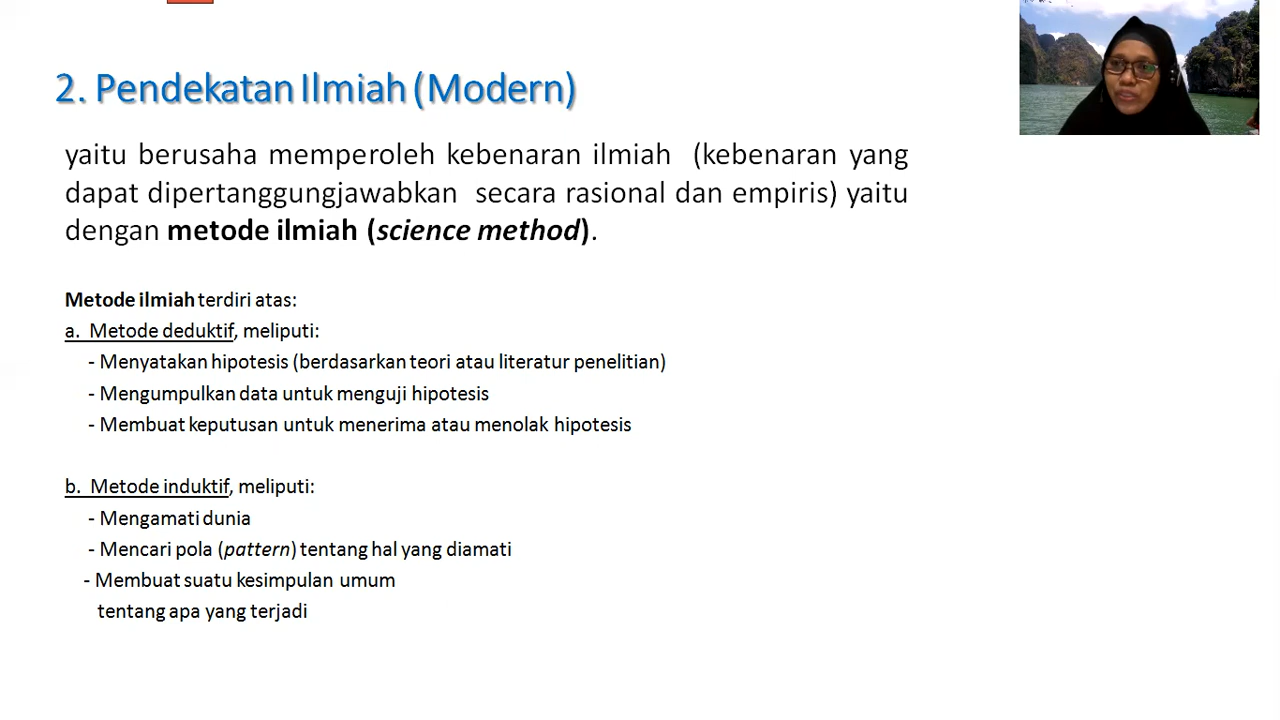 2. Pendekatan Ilmiah (Modern)
yaitu berusaha memperoleh kebenaran ilmiah (kebenaran yang
dapat dipertanggungjawabkan secara rasional dan empiris) yaitu
dengan metode ilmiah (science method).
Metode ilmiah terdiri atas:
a. Metode deduktif, meliputi:
- Menyatakan hipotesis (berdasarkan teori atau literatur penelitian)
- Mengumpulkan data untuk menguji hipotesis
- Membuat keputusan untuk menerima atau menolak hipotesis
b. Metode induktif, meliputi:
- Mengamati dunia
- Mencari pola (pattern) tentang hal yang diamati
- Membuat suatu kesimpulan umum
tentang apa yang terjadi